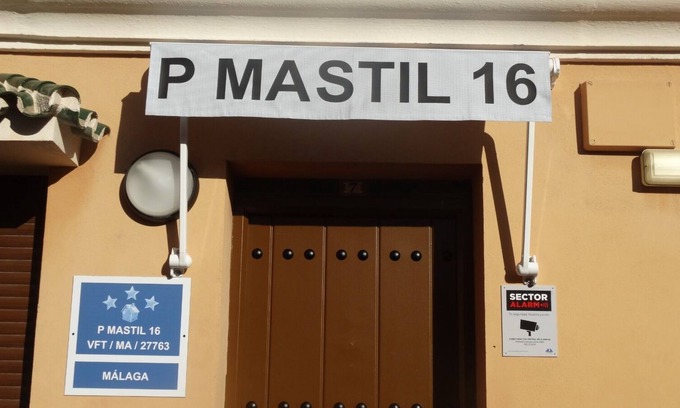 P MASTIL 16
P MASTIL 16
VFT / MA / 27763
MÁLAGA
SECTOR
ALARM